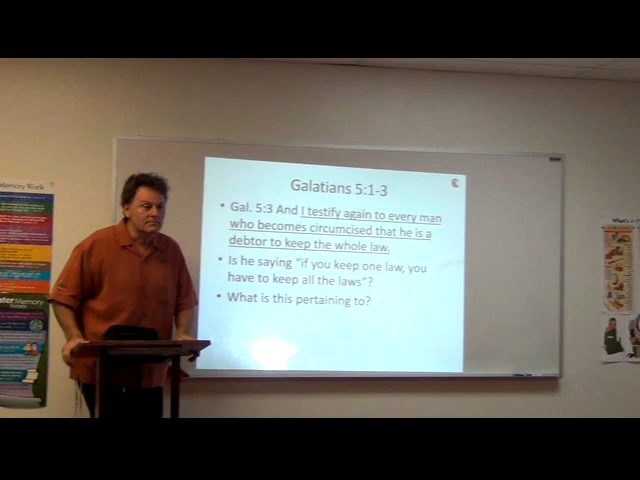 Memory Work
Galatians 5:1-3
• Gal. 5:3 And I testify again to every man
who becomes circumcised that he is a
debtor to keep the whole law.
• Is he saying "if you keep one law, you
have to keep all the laws"?
• What is this pertaining to?
Memory
What's